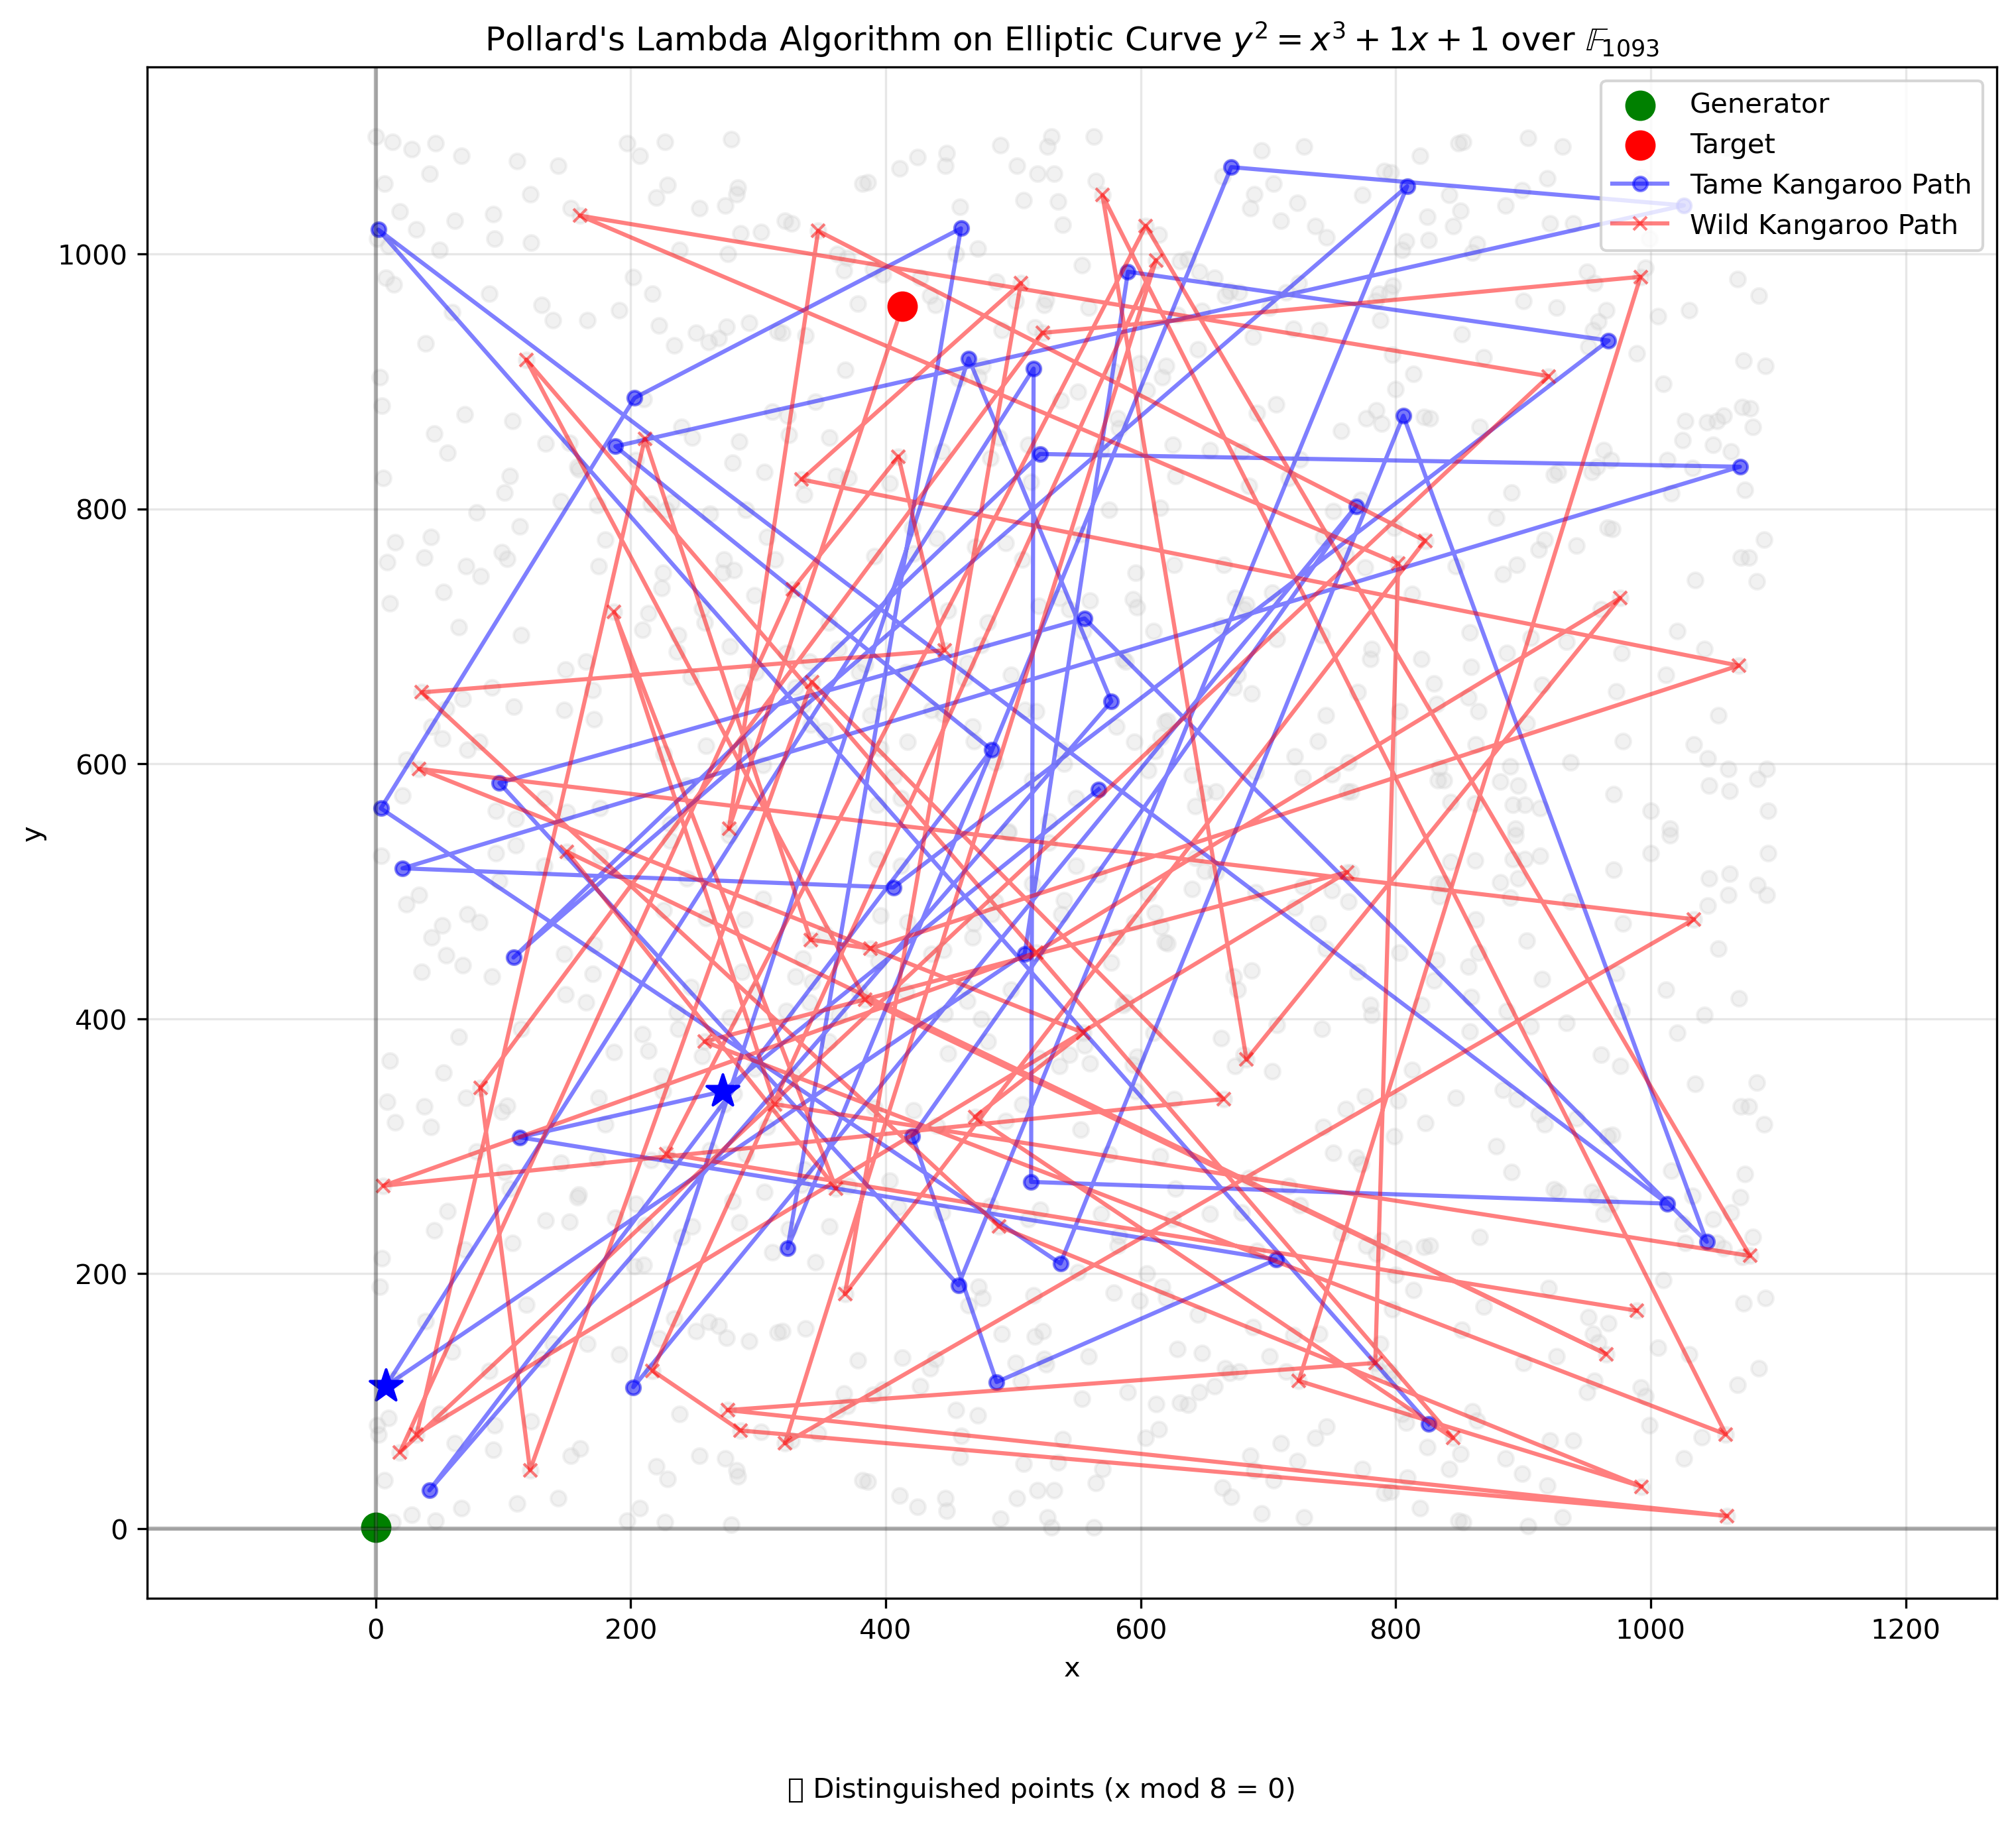 Pollard's Lambda Algorithm on Elliptic Curve y² = x³ + 1x + 1 over 𝔽₁₀₉₃
Generator
Target
Tame Kangaroo Path
Wild Kangaroo Path
1000
800
600
400
200
0
y
0 200 400 600 800 1000 1200
x
▯ Distinguished points (x mod 8 = 0)